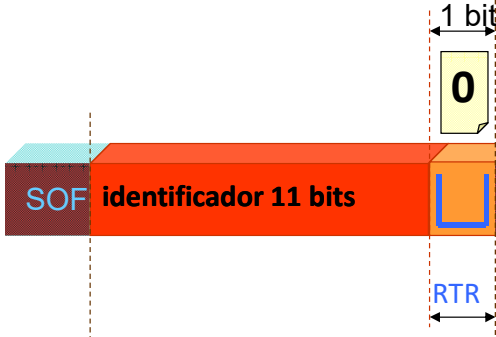 1 bit
0
SOF identificador 11 bits
RTR